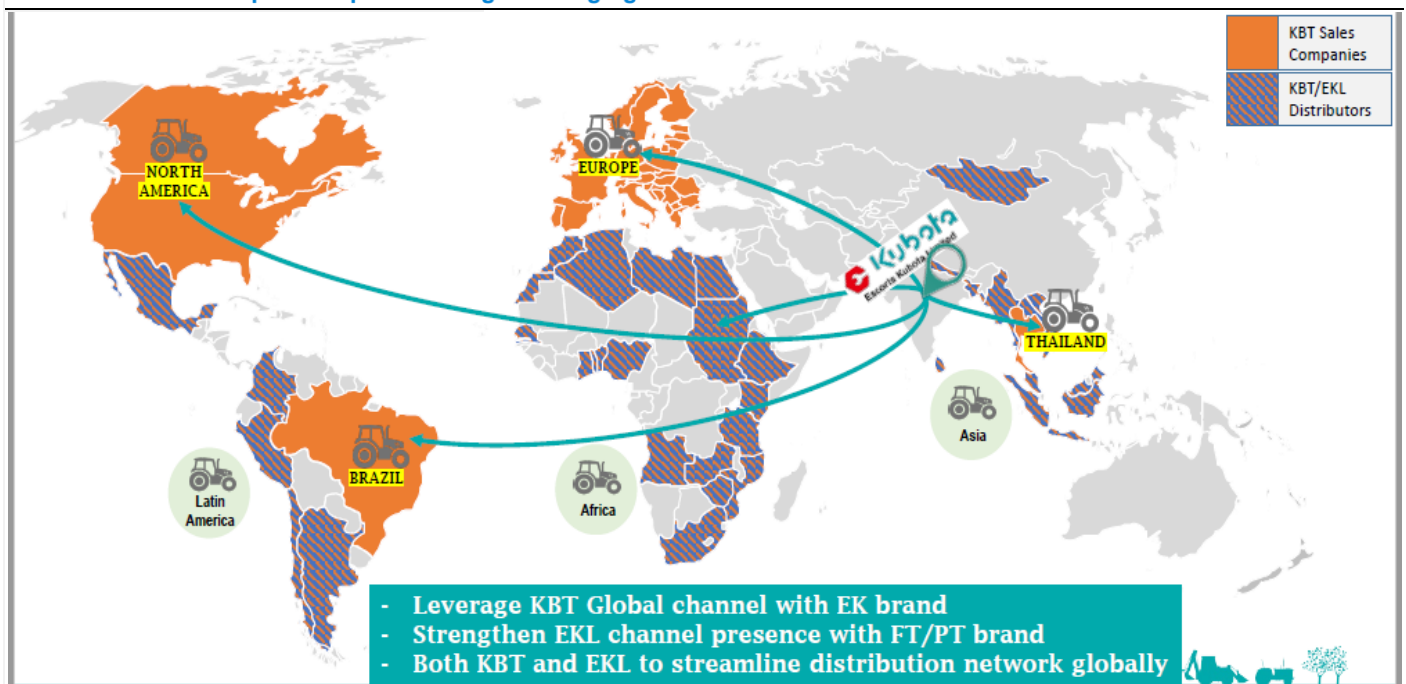 KBT Sales
Companies
KBT/EKL
Distributors
NORTH
AMERICA
EUROPE
Kubota
Escorts Kubota Limited
THAILAND
Asia
BRAZIL
Latin
America
Africa
- Leverage KBT Global channel with EK brand
- Strengthen EKL channel presence with FT/PT brand
- Both KBT and EKL to streamline distribution network globally